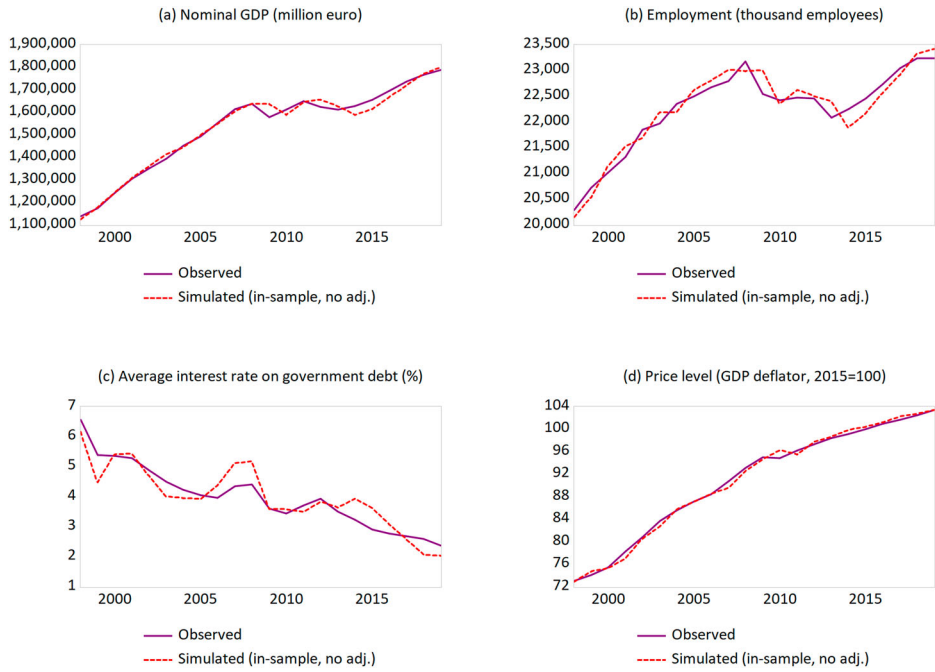 (a) Nominal GDP (million euro)
1,900,000
1,800,000
1,700,000
1,600,000
1,500,000
1,400,000
1,300,000
1,200,000
1,100,000
2000 2005 2010 2015
Observed
Simulated (in-sample, no adj.)
(b) Employment (thousand employees)
23,500
23,000
22,500
22,000
21,500
21,000
20,500
20,000
2000 2005 2010 2015
Observed
Simulated (in-sample, no adj.)
(c) Average interest rate on government debt (%)
7
6
5
4
3
2
1
2000 2005 2010 2015
Observed
Simulated (in-sample, no adj.)
(d) Price level (GDP deflator, 2015=100)
104
100
96
92
88
84
80
76
72
2000 2005 2010 2015
Observed
Simulated (in-sample, no adj.)